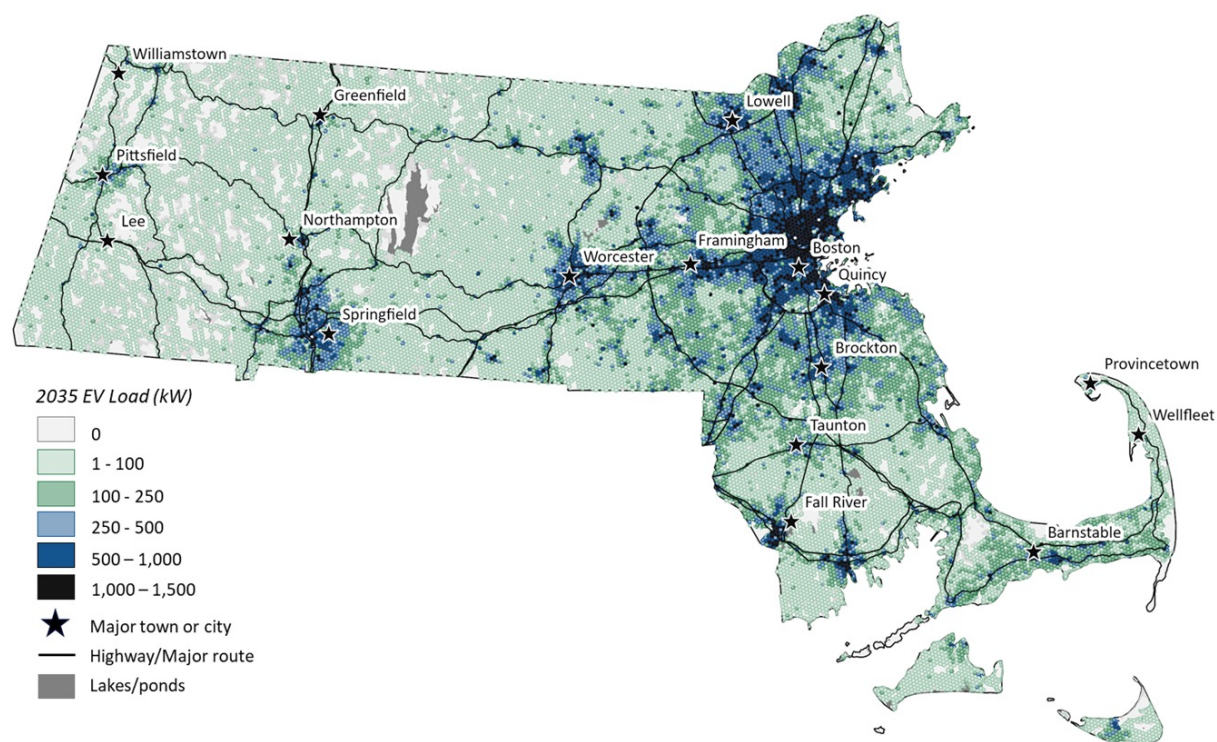 Williamstown
Greenfield
Lowell
Pittsfield
Lee
Northampton
Worcester
Framingham
Boston
Quincy
Springfield
Brockton
Provincetown
Wellfleet
Taunton
Fall River
Barnstable
2035 EV Load (kW)
0
1 - 100
100 - 250
250 - 500
500 – 1,000
1,000 – 1,500
Major town or city
Highway/Major route
Lakes/ponds